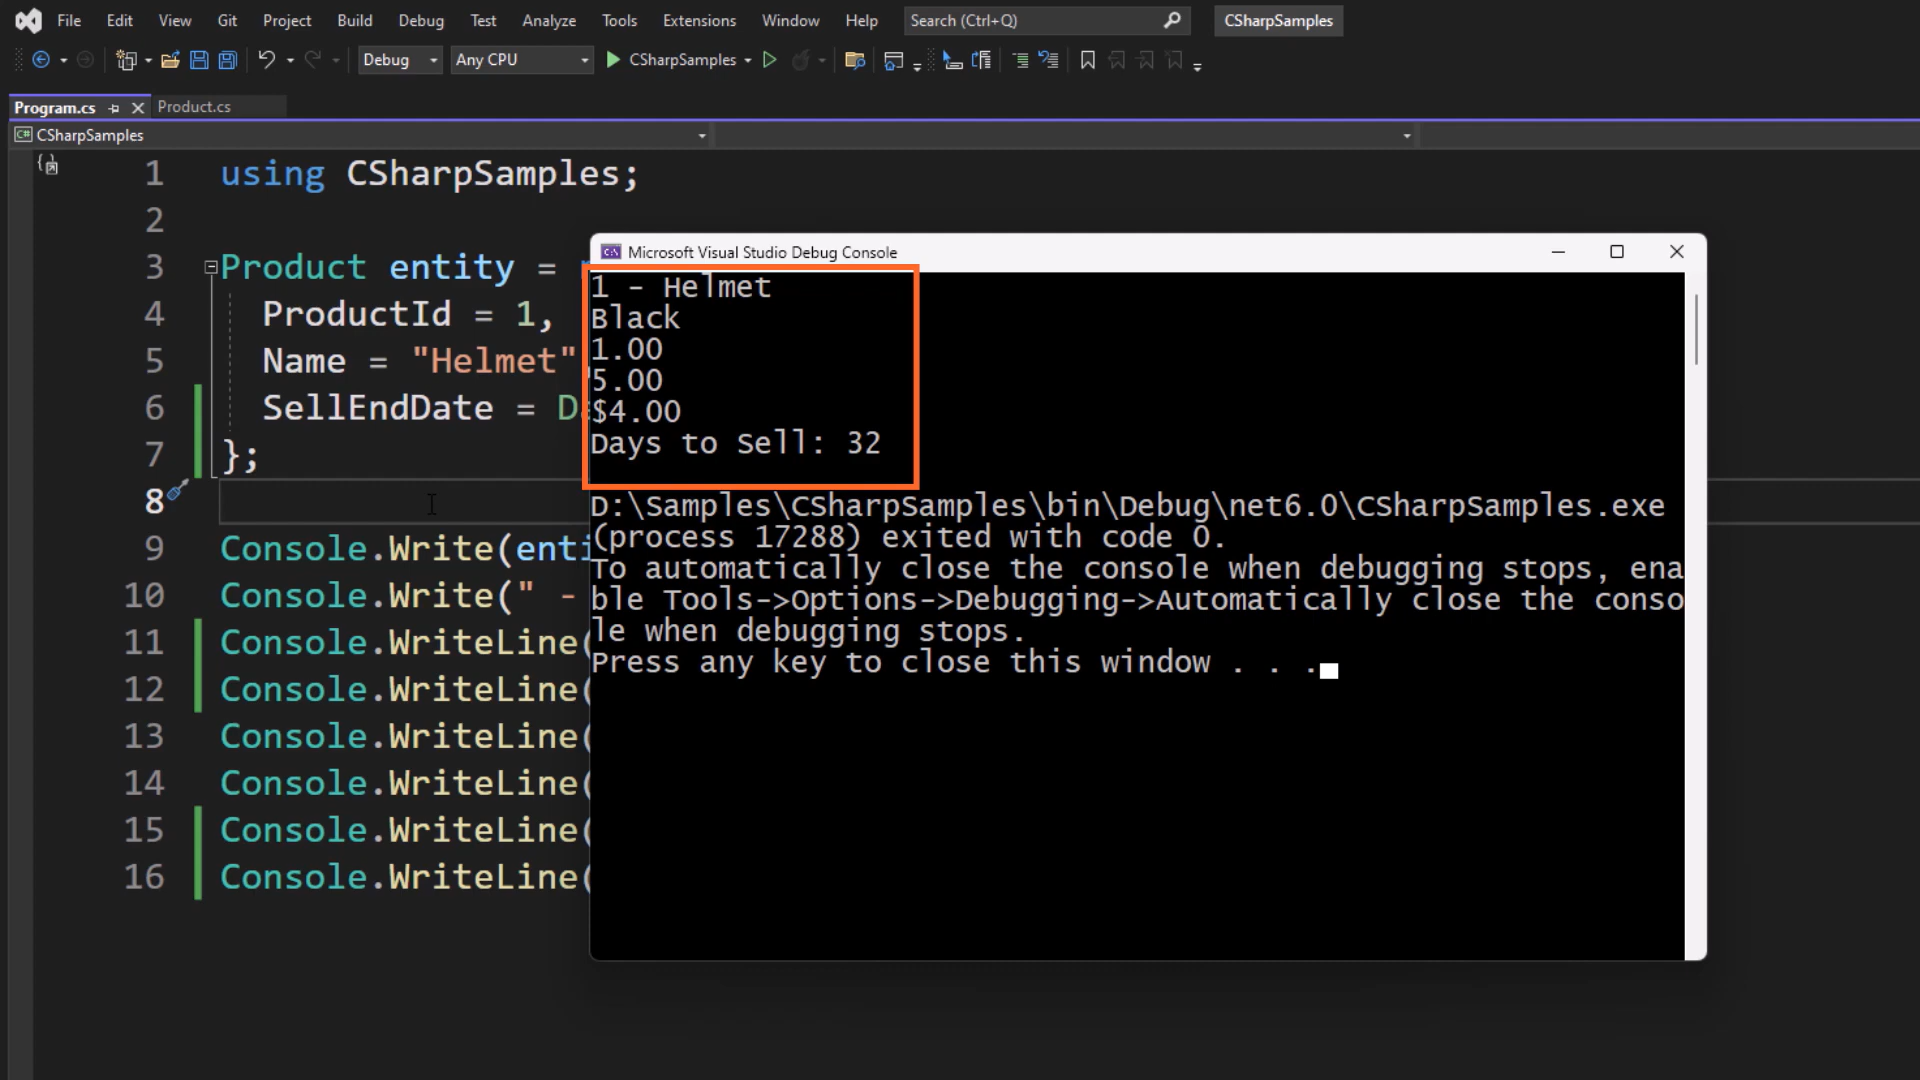 File Edit View Git Project Build Debug Test Analyze Tools Extensions Window Help Search (Ctrl+Q) CSharpSamples
Debug Any CPU CSharpSamples
Program.cs Product.cs
C# CSharpSamples
1 using CSharpSamples;
2
3 Product entity =
4 ProductId = 1,
5 Name = "Helmet"
6 SellEndDate =
7 };
8
9 Console.Write(
10 Console.Write(" -
11 Console.WriteLine(
12 Console.WriteLine(
13 Console.WriteLine(
14 Console.WriteLine(
15 Console.WriteLine(
16 Console.WriteLine(
Microsoft Visual Studio Debug Console
1 - Helmet
Black
1.00
5.00
$4.00
Days to Sell: 32
D:\Samples\CSharpSamples\bin\Debug\net6.0\CSharpSamples.exe
(process 17288) exited with code 0.
To automatically close the console when debugging stops, ena
ble Tools->Options->Debugging->Automatically close the conso
le when debugging stops.
Press any key to close this window . . .